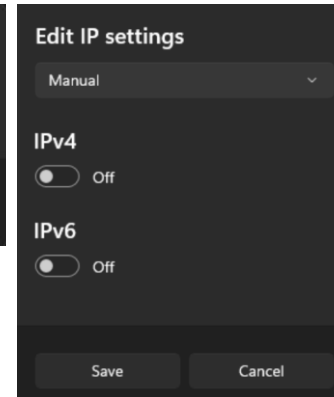 Edit IP settings
Manual
IPv4
Off
IPv6
Off
Save Cancel